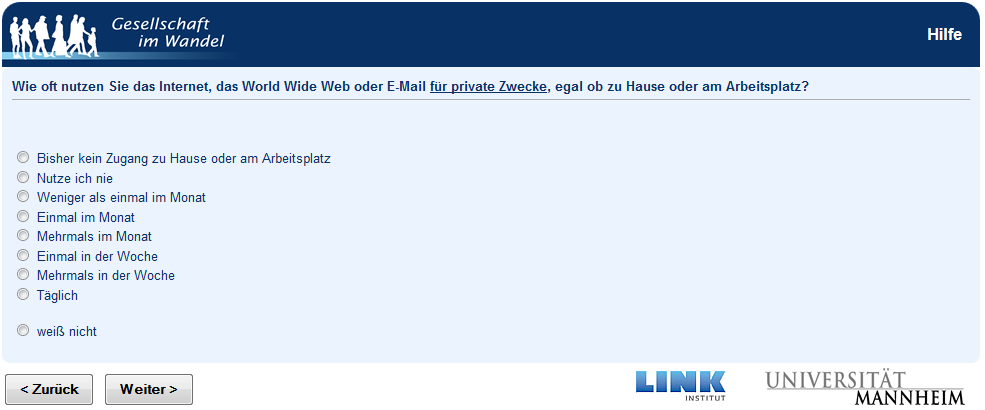 Gesellschaft
im Wandel
Hilfe
Wie oft nutzen Sie das Internet, das World Wide Web oder E-Mail für private Zwecke, egal ob zu Hause oder am Arbeitsplatz?
Bisher kein Zugang zu Hause oder am Arbeitsplatz
Nutze ich nie
Weniger als einmal im Monat
Einmal im Monat
Mehrmals im Monat
Einmal in der Woche
Mehrmals in der Woche
Täglich
weiß nicht
< Zurück
Weiter >
LINK
INSTITUT
UNIVERSITÄT
MANNHEIM